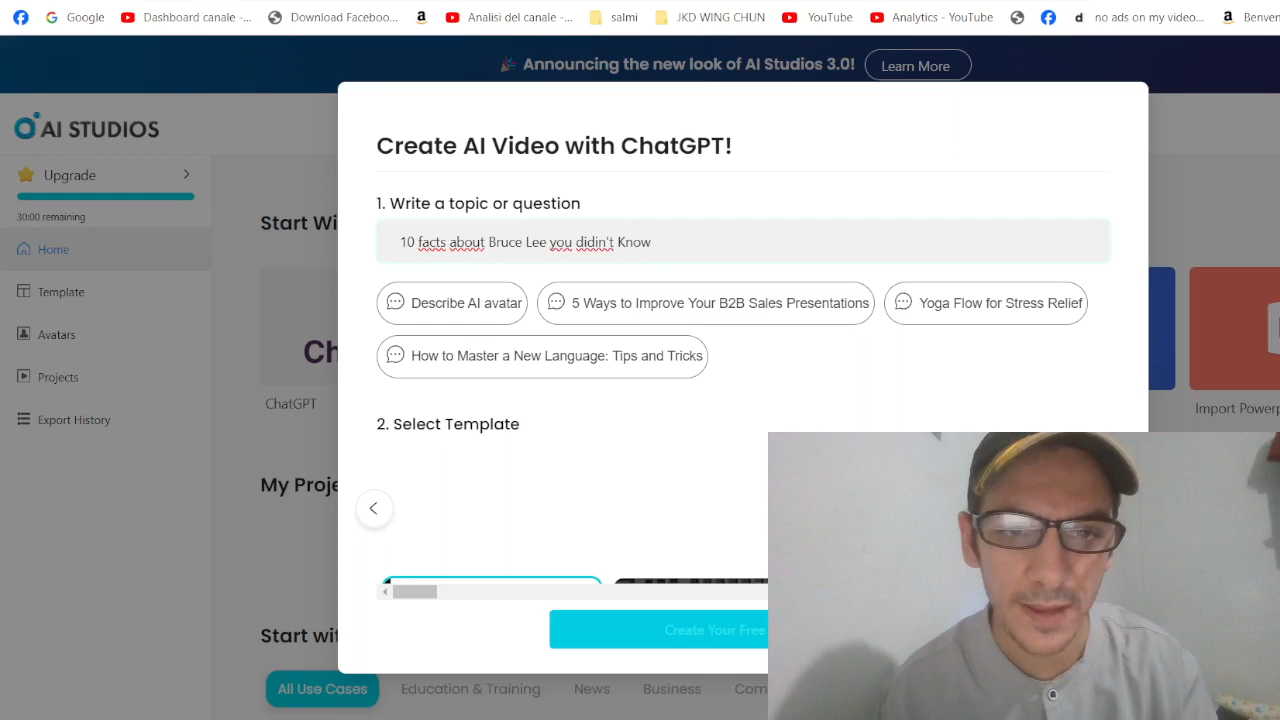 Google
Dashboard canale -...
Download Faceboo...
Analisi del canale -...
salmi
JKD WING CHUN
YouTube
Analytics - YouTube
no ads on my video...
Benven
Announcing the new look of AI Studios 3.0!
Learn More
AI STUDIOS
Upgrade
30:00 remaining
Home
Template
Avatars
Projects
Export History
Start Wi
Ch
ChatGPT
Import Powerp
My Proje
Start wit
All Use Cases
Education & Training
News
Business
Com
Create AI Video with ChatGPT!
1. Write a topic or question
10 facts about Bruce Lee you didin't Know
Describe AI avatar
5 Ways to Improve Your B2B Sales Presentations
Yoga Flow for Stress Relief
How to Master a New Language: Tips and Tricks
2. Select Template
Create Your Free